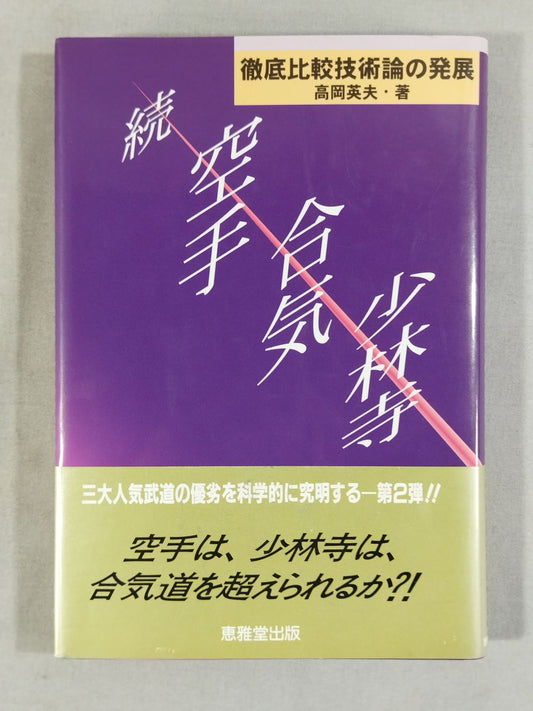 徹底比較技術論の発展
高岡英夫・著
続
空手
合気
少林寺
三大人気武道の優劣を科学的に究明する―第2弾!!
空手は、少林寺は、
合気道を超えられるか?!
恵雅堂出版